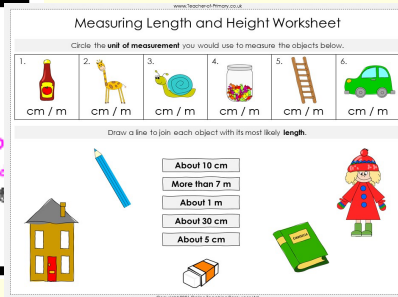 www.Teacher-of-Primary.co.uk
Measuring Length and Height Worksheet
Circle the unit of measurement you would use to measure the objects below.
1. 2. 3. 4. 5. 6.
cm / m cm / m cm / m cm / m cm / m cm / m
Draw a line to join each object with its most likely length.
About 10 cm
More than 7 m
About 1 m
About 30 cm
About 5 cm